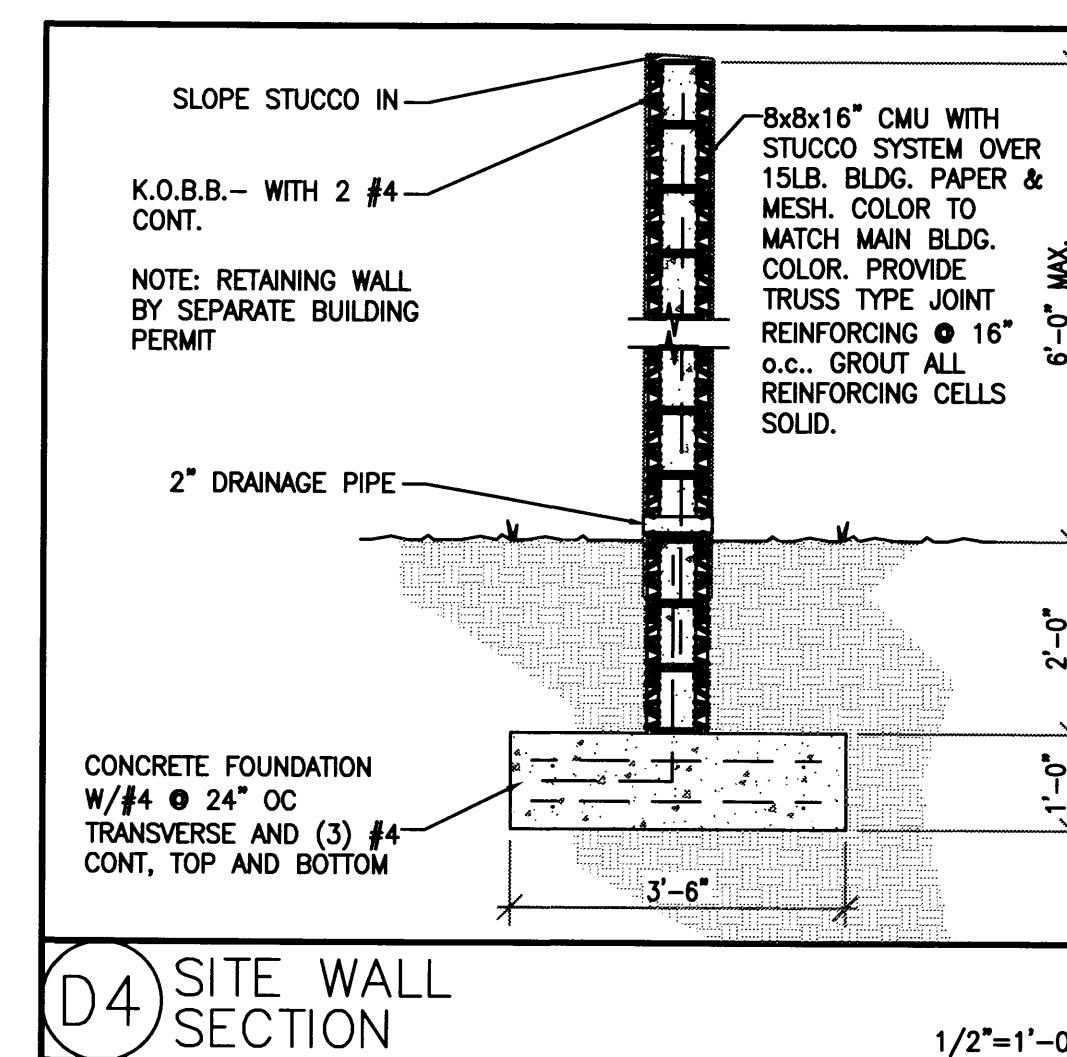 SLOPE STUCCO IN
K.O.B.B.- WITH 2 #4
CONT.
NOTE: RETAINING WALL
BY SEPARATE BUILDING
PERMIT
8x8x16" CMU WITH
STUCCO SYSTEM OVER
15LB. BLDG. PAPER &
MESH. COLOR TO
MATCH MAIN BLDG.
COLOR. PROVIDE
TRUSS TYPE JOINT
REINFORCING @ 16"
o.c.. GROUT ALL
REINFORCING CELLS
SOLID.
6'-0" MAX.
2" DRAINAGE PIPE
2'-0"
CONCRETE FOUNDATION
W/#4 @ 24" OC
TRANSVERSE AND (3) #4
CONT, TOP AND BOTTOM
1'-0"
3'-6"
D4
SITE WALL
SECTION
1/2"=1'-0